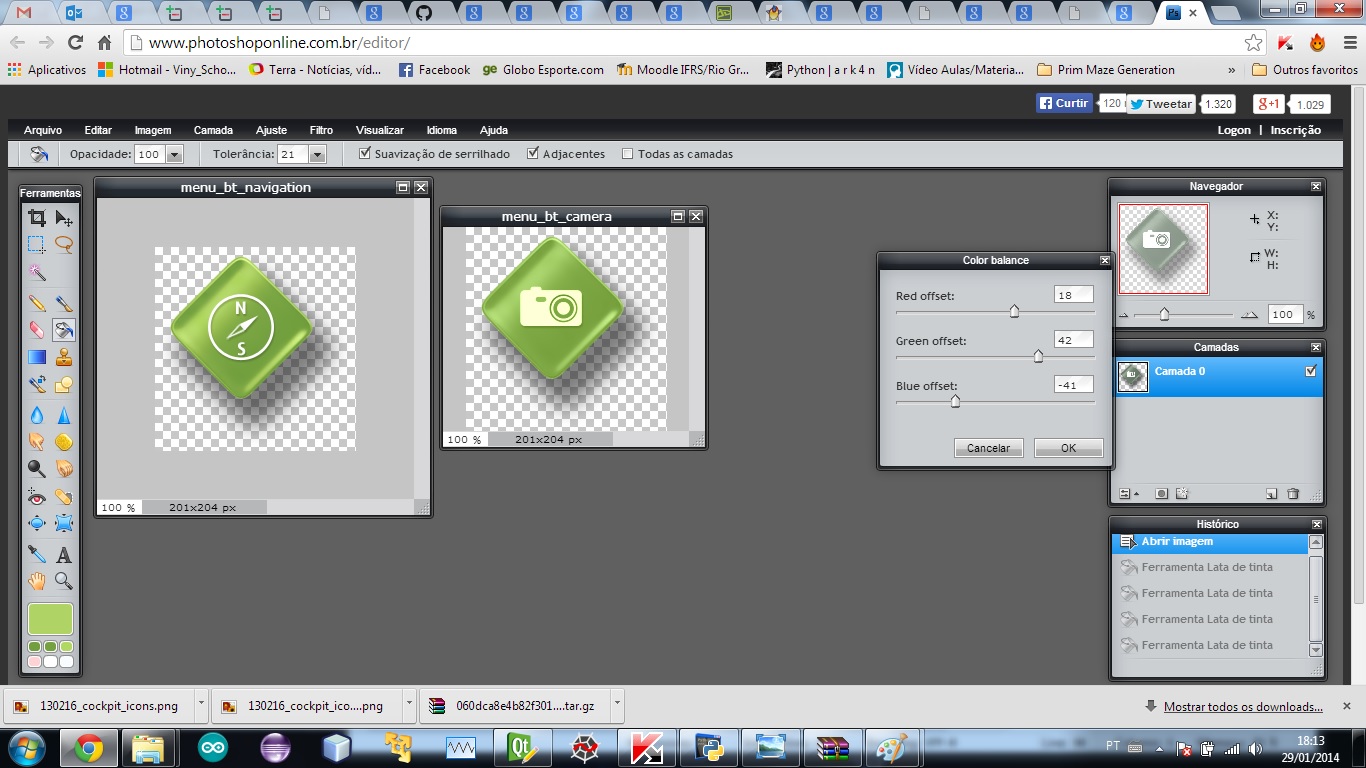 www.photoshoponline.com.br/editor/
Aplicativos Hotmail - Viny_Scho... Terra - Notícias, víd... Facebook ge Globo Esporte.com Moodle IFRS/Rio Gr... Python | a r k 4 n Vídeo Aulas/Materia... Prim Maze Generation » Outros favoritos
Curtir 120 Tweetar 1.320 g+1 1.029
Arquivo Editar Imagem Camada Ajuste Filtro Visualizar Idioma Ajuda Logon | Inscrição
Opacidade: 100 Tolerância: 21 Suavização de serrilhado Adjacentes Todas as camadas
Ferramentas
menu_bt_navigation
N
S
100 % 201x204 px
menu_bt_camera
100 % 201x204 px
Color balance
Red offset: 18
Green offset: 42
Blue offset: -41
Cancelar OK
Navegador
X:
Y:
W:
H:
100 %
Camadas
Camada 0
Histórico
Abrir imagem
Ferramenta Lata de tinta
Ferramenta Lata de tinta
Ferramenta Lata de tinta
Ferramenta Lata de tinta
130216_cockpit_icons.png 130216_cockpit_ico....png 060dca8e4b82f301....tar.gz Mostrar todos os downloads...
Qt PT 18:13
29/01/2014